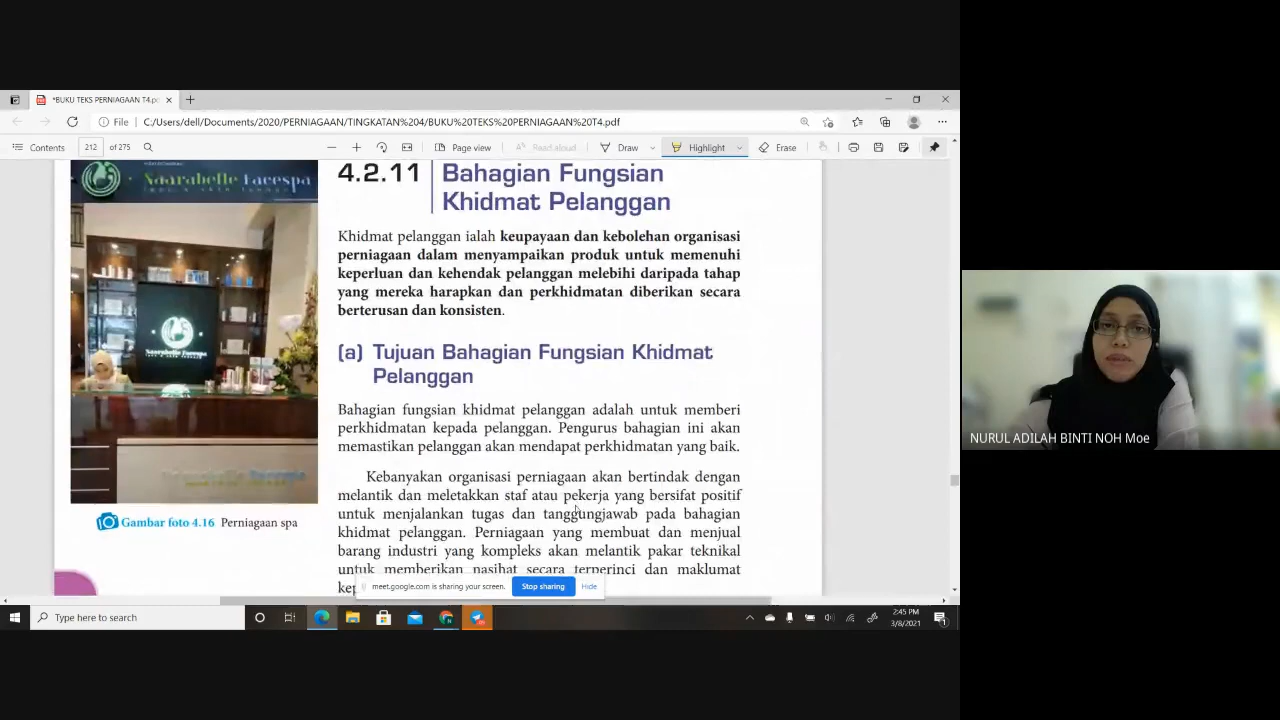 *BUKU TEKS PERNIAGAAN T4.pd
File
C:/Users/dell/Documents/2020/PERNIAGAAN/TINGKATAN%204/BUKU%20TEKS%20PERNIAGAAN%20T4.pdf
Contents 212 of 275 Page view Read aloud Draw Highlight Erase
Naarabelle Facespa
Naarabelle Facespa
4.2.11 Bahagian Fungsian
Khidmat Pelanggan
Khidmat pelanggan ialah keupayaan dan kebolehan organisasi
perniagaan dalam menyampaikan produk untuk memenuhi
keperluan dan kehendak pelanggan melebihi daripada tahap
yang mereka harapkan dan perkhidmatan diberikan secara
berterusan dan konsisten.
(a) Tujuan Bahagian Fungsian Khidmat
Pelanggan
Bahagian fungsian khidmat pelanggan adalah untuk memberi
perkhidmatan kepada pelanggan. Pengurus bahagian ini akan
memastikan pelanggan akan mendapat perkhidmatan yang baik.
Kebanyakan organisasi perniagaan akan bertindak dengan
melantik dan meletakkan staf atau pekerja yang bersifat positif
untuk menjalankan tugas dan tanggungjawab pada bahagian
khidmat pelanggan. Perniagaan yang membuat dan menjual
barang industri yang kompleks akan melantik pakar teknikal
untuk memberikan nasihat secara terperinci dan maklumat
Gambar foto 4.16 Perniagaan spa
meet.google.com is sharing your screen. Stop sharing Hide
NURUL ADILAH BINTI NOH Moe
Type here to search
2:45 PM
3/8/2021